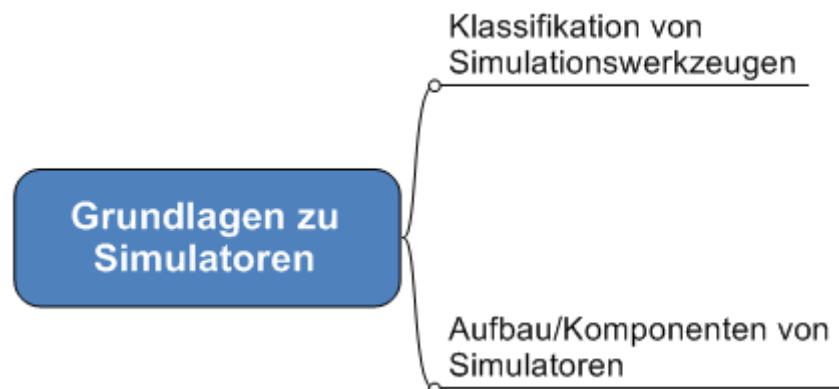 Klassifikation von
Simulationswerkzeugen
Grundlagen zu
Simulatoren
Aufbau/Komponenten von
Simulatoren